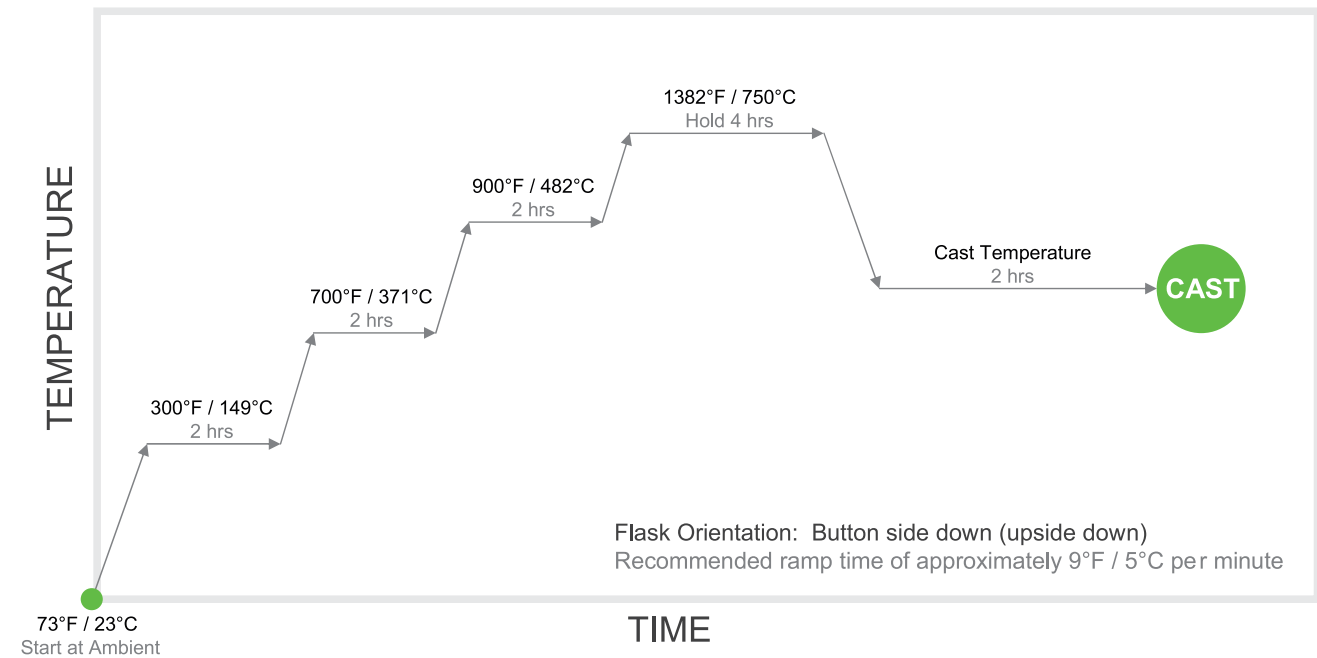 TEMPERATURE
1382°F / 750°C
Hold 4 hrs
900°F / 482°C
2 hrs
Cast Temperature
2 hrs
CAST
700°F / 371°C
2 hrs
300°F / 149°C
2 hrs
Flask Orientation:  Button side down (upside down)
Recommended ramp time of approximately 9°F / 5°C per minute
73°F / 23°C
Start at Ambient
TIME